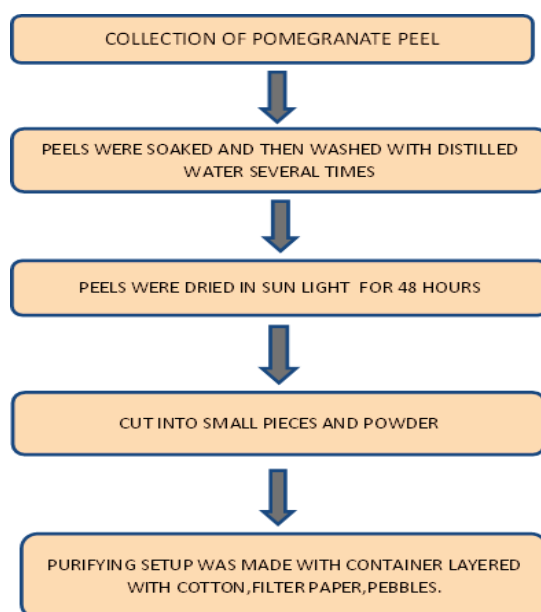 COLLECTION OF POMEGRANATE PEEL
PEELS WERE SOAKED AND THEN WASHED WITH DISTILLED
WATER SEVERAL TIMES
PEELS WERE DRIED IN SUN LIGHT FOR 48 HOURS
CUT INTO SMALL PIECES AND POWDER
PURIFYING SETUP WAS MADE WITH CONTAINER LAYERED
WITH COTTON,FILTER PAPER,PEBBLES.